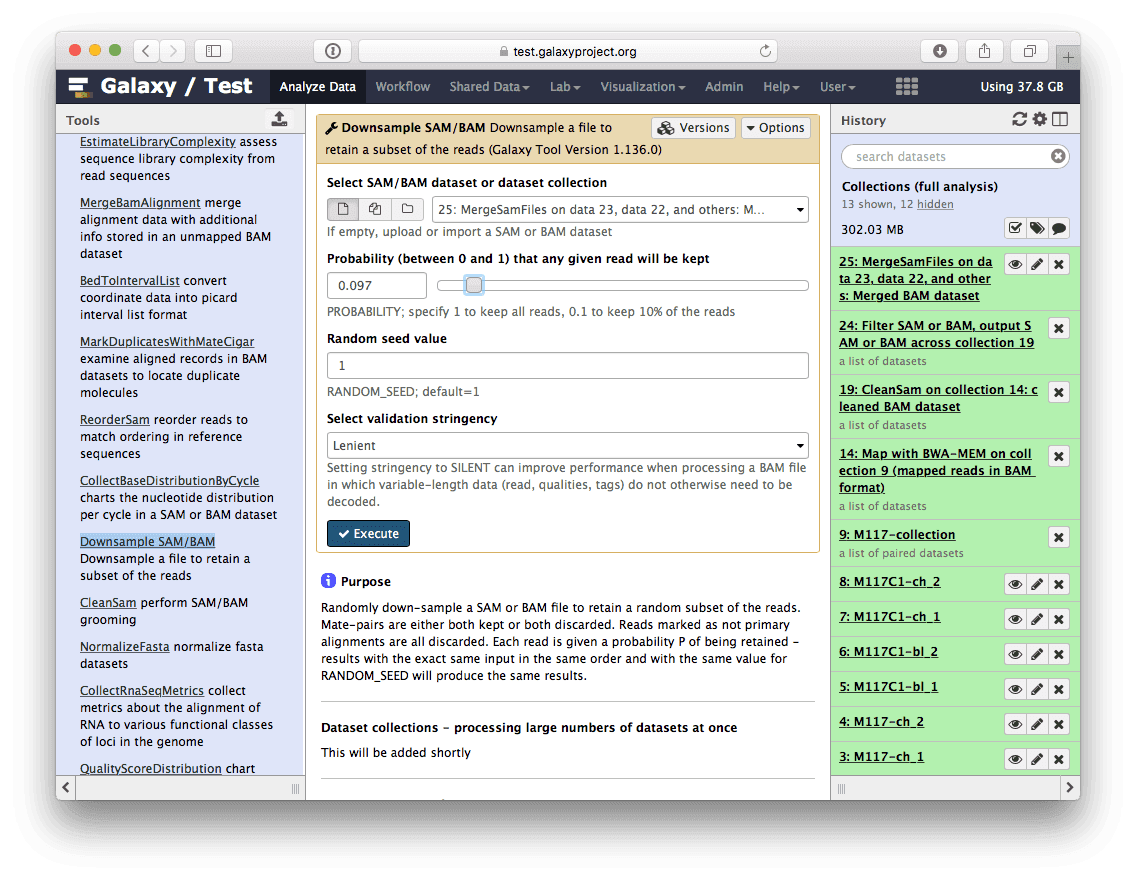 test.galaxyproject.org
Galaxy / Test
Analyze Data
Workflow
Shared Data
Lab
Visualization
Admin
Help
User
Using 37.8 GB
Tools
EstimateLibraryComplexity assess
sequence library complexity from
read sequences
MergeBamAlignment merge
alignment data with additional
info stored in an unmapped BAM
dataset
BedToIntervalList convert
coordinate data into picard
interval list format
MarkDuplicatesWithMateCigar
examine aligned records in BAM
datasets to locate duplicate
molecules
ReorderSam reorder reads to
match ordering in reference
sequences
CollectBaseDistributionByCycle
charts the nucleotide distribution
per cycle in a SAM or BAM dataset
Downsample SAM/BAM
Downsample a file to retain a
subset of the reads
CleanSam perform SAM/BAM
grooming
NormalizeFasta normalize fasta
datasets
CollectRnaSeqMetrics collect
metrics about the alignment of
RNA to various functional classes
of loci in the genome
QualityScoreDistribution chart
Downsample SAM/BAM Downsample a file to
retain a subset of the reads (Galaxy Tool Version 1.136.0)
Versions
Options
Select SAM/BAM dataset or dataset collection
25: MergeSamFiles on data 23, data 22, and others: M...
If empty, upload or import a SAM or BAM dataset
Probability (between 0 and 1) that any given read will be kept
0.097
PROBABILITY; specify 1 to keep all reads, 0.1 to keep 10% of the reads
Random seed value
1
RANDOM_SEED; default=1
Select validation stringency
Lenient
Setting stringency to SILENT can improve performance when processing a BAM file
in which variable-length data (read, qualities, tags) do not otherwise need to be
decoded.
Execute
Purpose
Randomly down-sample a SAM or BAM file to retain a random subset of the reads.
Mate-pairs are either both kept or both discarded. Reads marked as not primary
alignments are all discarded. Each read is given a probability P of being retained -
results with the exact same input in the same order and with the same value for
RANDOM_SEED will produce the same results.
Dataset collections - processing large numbers of datasets at once
This will be added shortly
History
search datasets
Collections (full analysis)
13 shown, 12 hidden
302.03 MB
25: MergeSamFiles on da
ta 23, data 22, and other
s: Merged BAM dataset
24: Filter SAM or BAM, output S
AM or BAM across collection 19
a list of datasets
19: CleanSam on collection 14: c
leaned BAM dataset
a list of datasets
14: Map with BWA-MEM on coll
ection 9 (mapped reads in BAM
format)
a list of datasets
9: M117-collection
a list of paired datasets
8: M117C1-ch_2
7: M117C1-ch_1
6: M117C1-bl_2
5: M117C1-bl_1
4: M117-ch_2
3: M117-ch_1